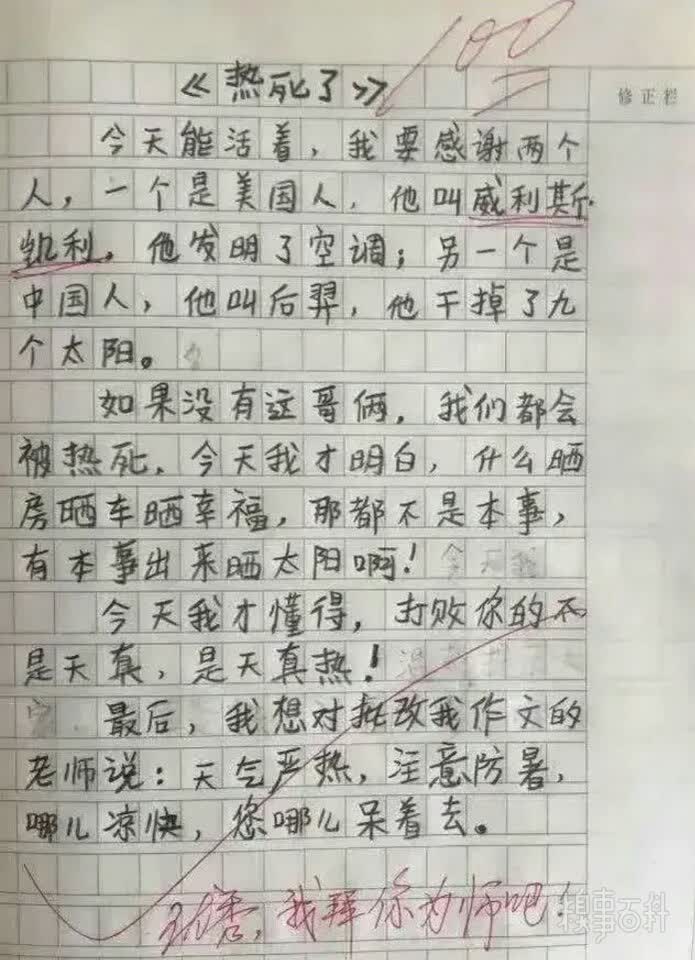 100
《热死了》
修正栏
今天能活着，我要感谢两个
人，一个是美国人，他叫威利斯·
凯利，他发明了空调；另一个是
中国人，他叫后羿，他干掉了九
个太阳。
如果没有这哥俩，我们都会
被热死，今天我才明白，什么晒
房晒车晒幸福，那都不是本事，
有本事出来晒太阳啊！
今天我才懂得，打败你的不
是天真，是天真热！
最后，我想对批改我作文的
老师说：天气严热，注意防暑，
哪儿凉快，您哪儿呆着去。
优秀，我拜你为师吧！
糗事百科